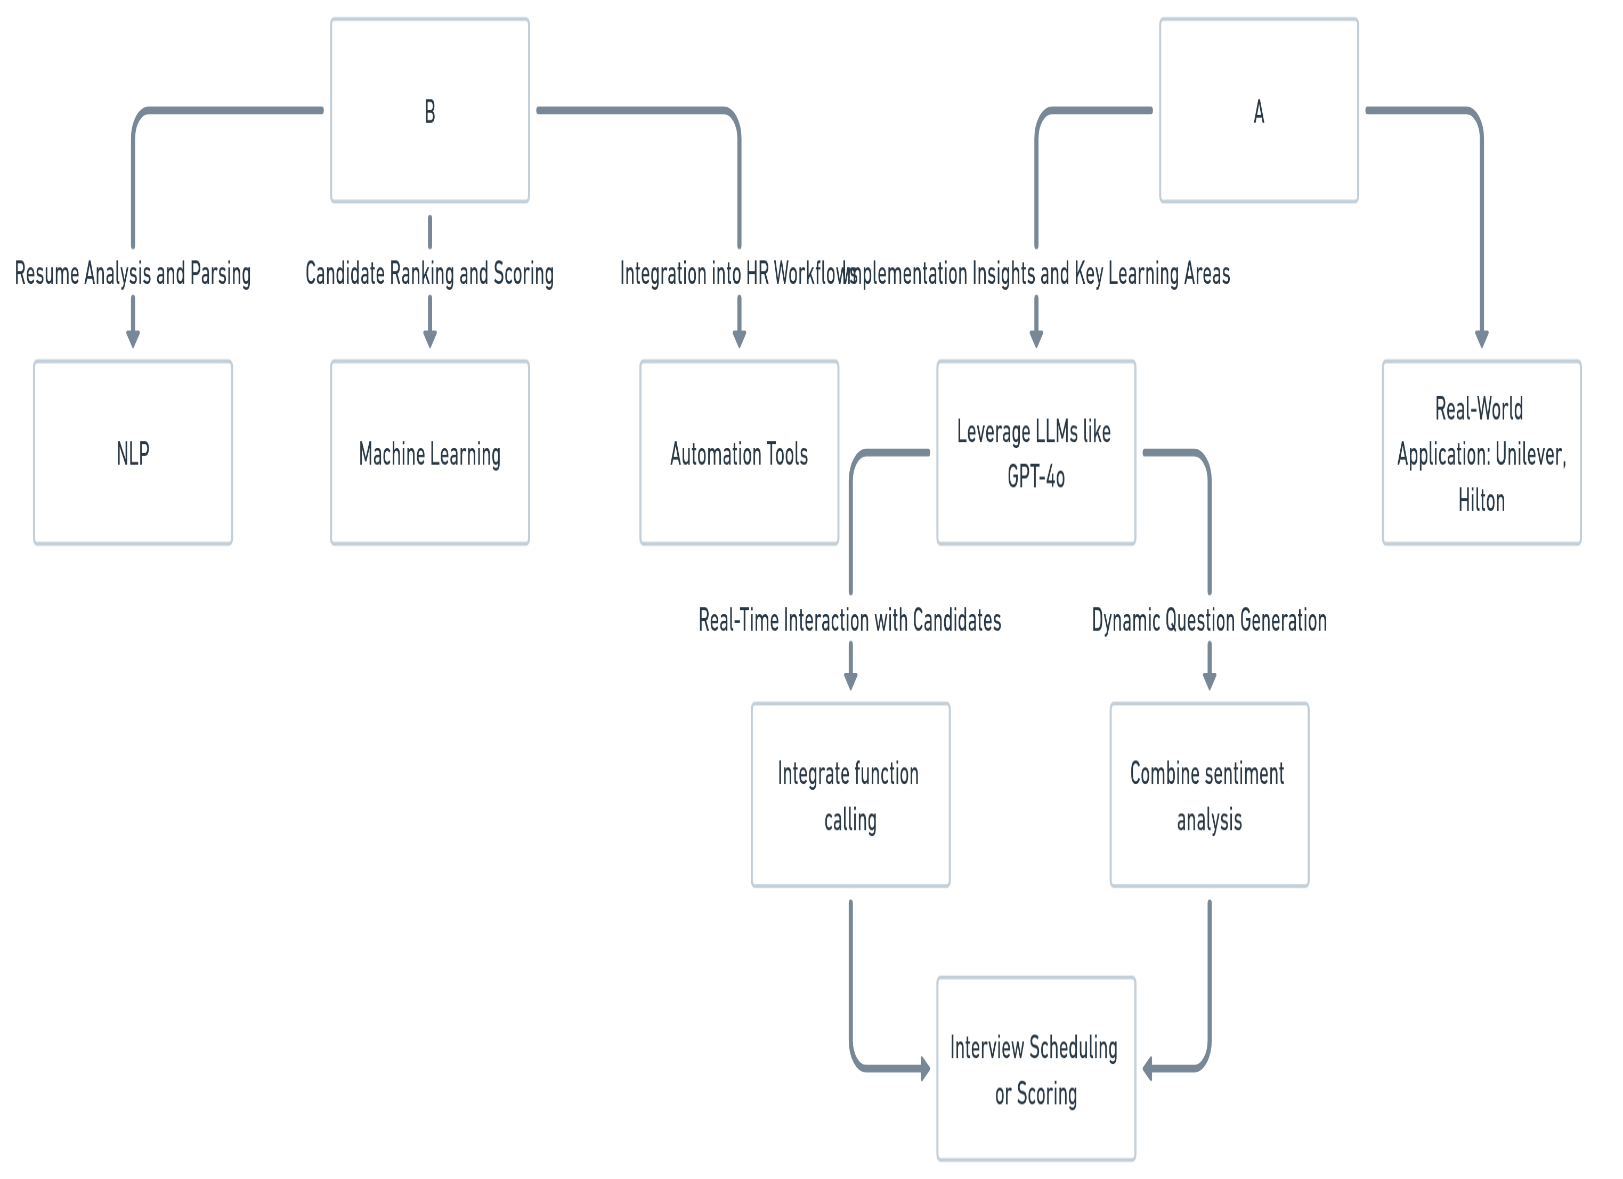 B
A
Resume Analysis and Parsing
Candidate Ranking and Scoring
Integration into HR Workflows
Implementation Insights and Key Learning Areas
NLP
Machine Learning
Automation Tools
Leverage LLMs like
GPT-4o
Real-World
Application: Unilever,
Hilton
Real-Time Interaction with Candidates
Dynamic Question Generation
Integrate function
calling
Combine sentiment
analysis
Interview Scheduling
or Scoring